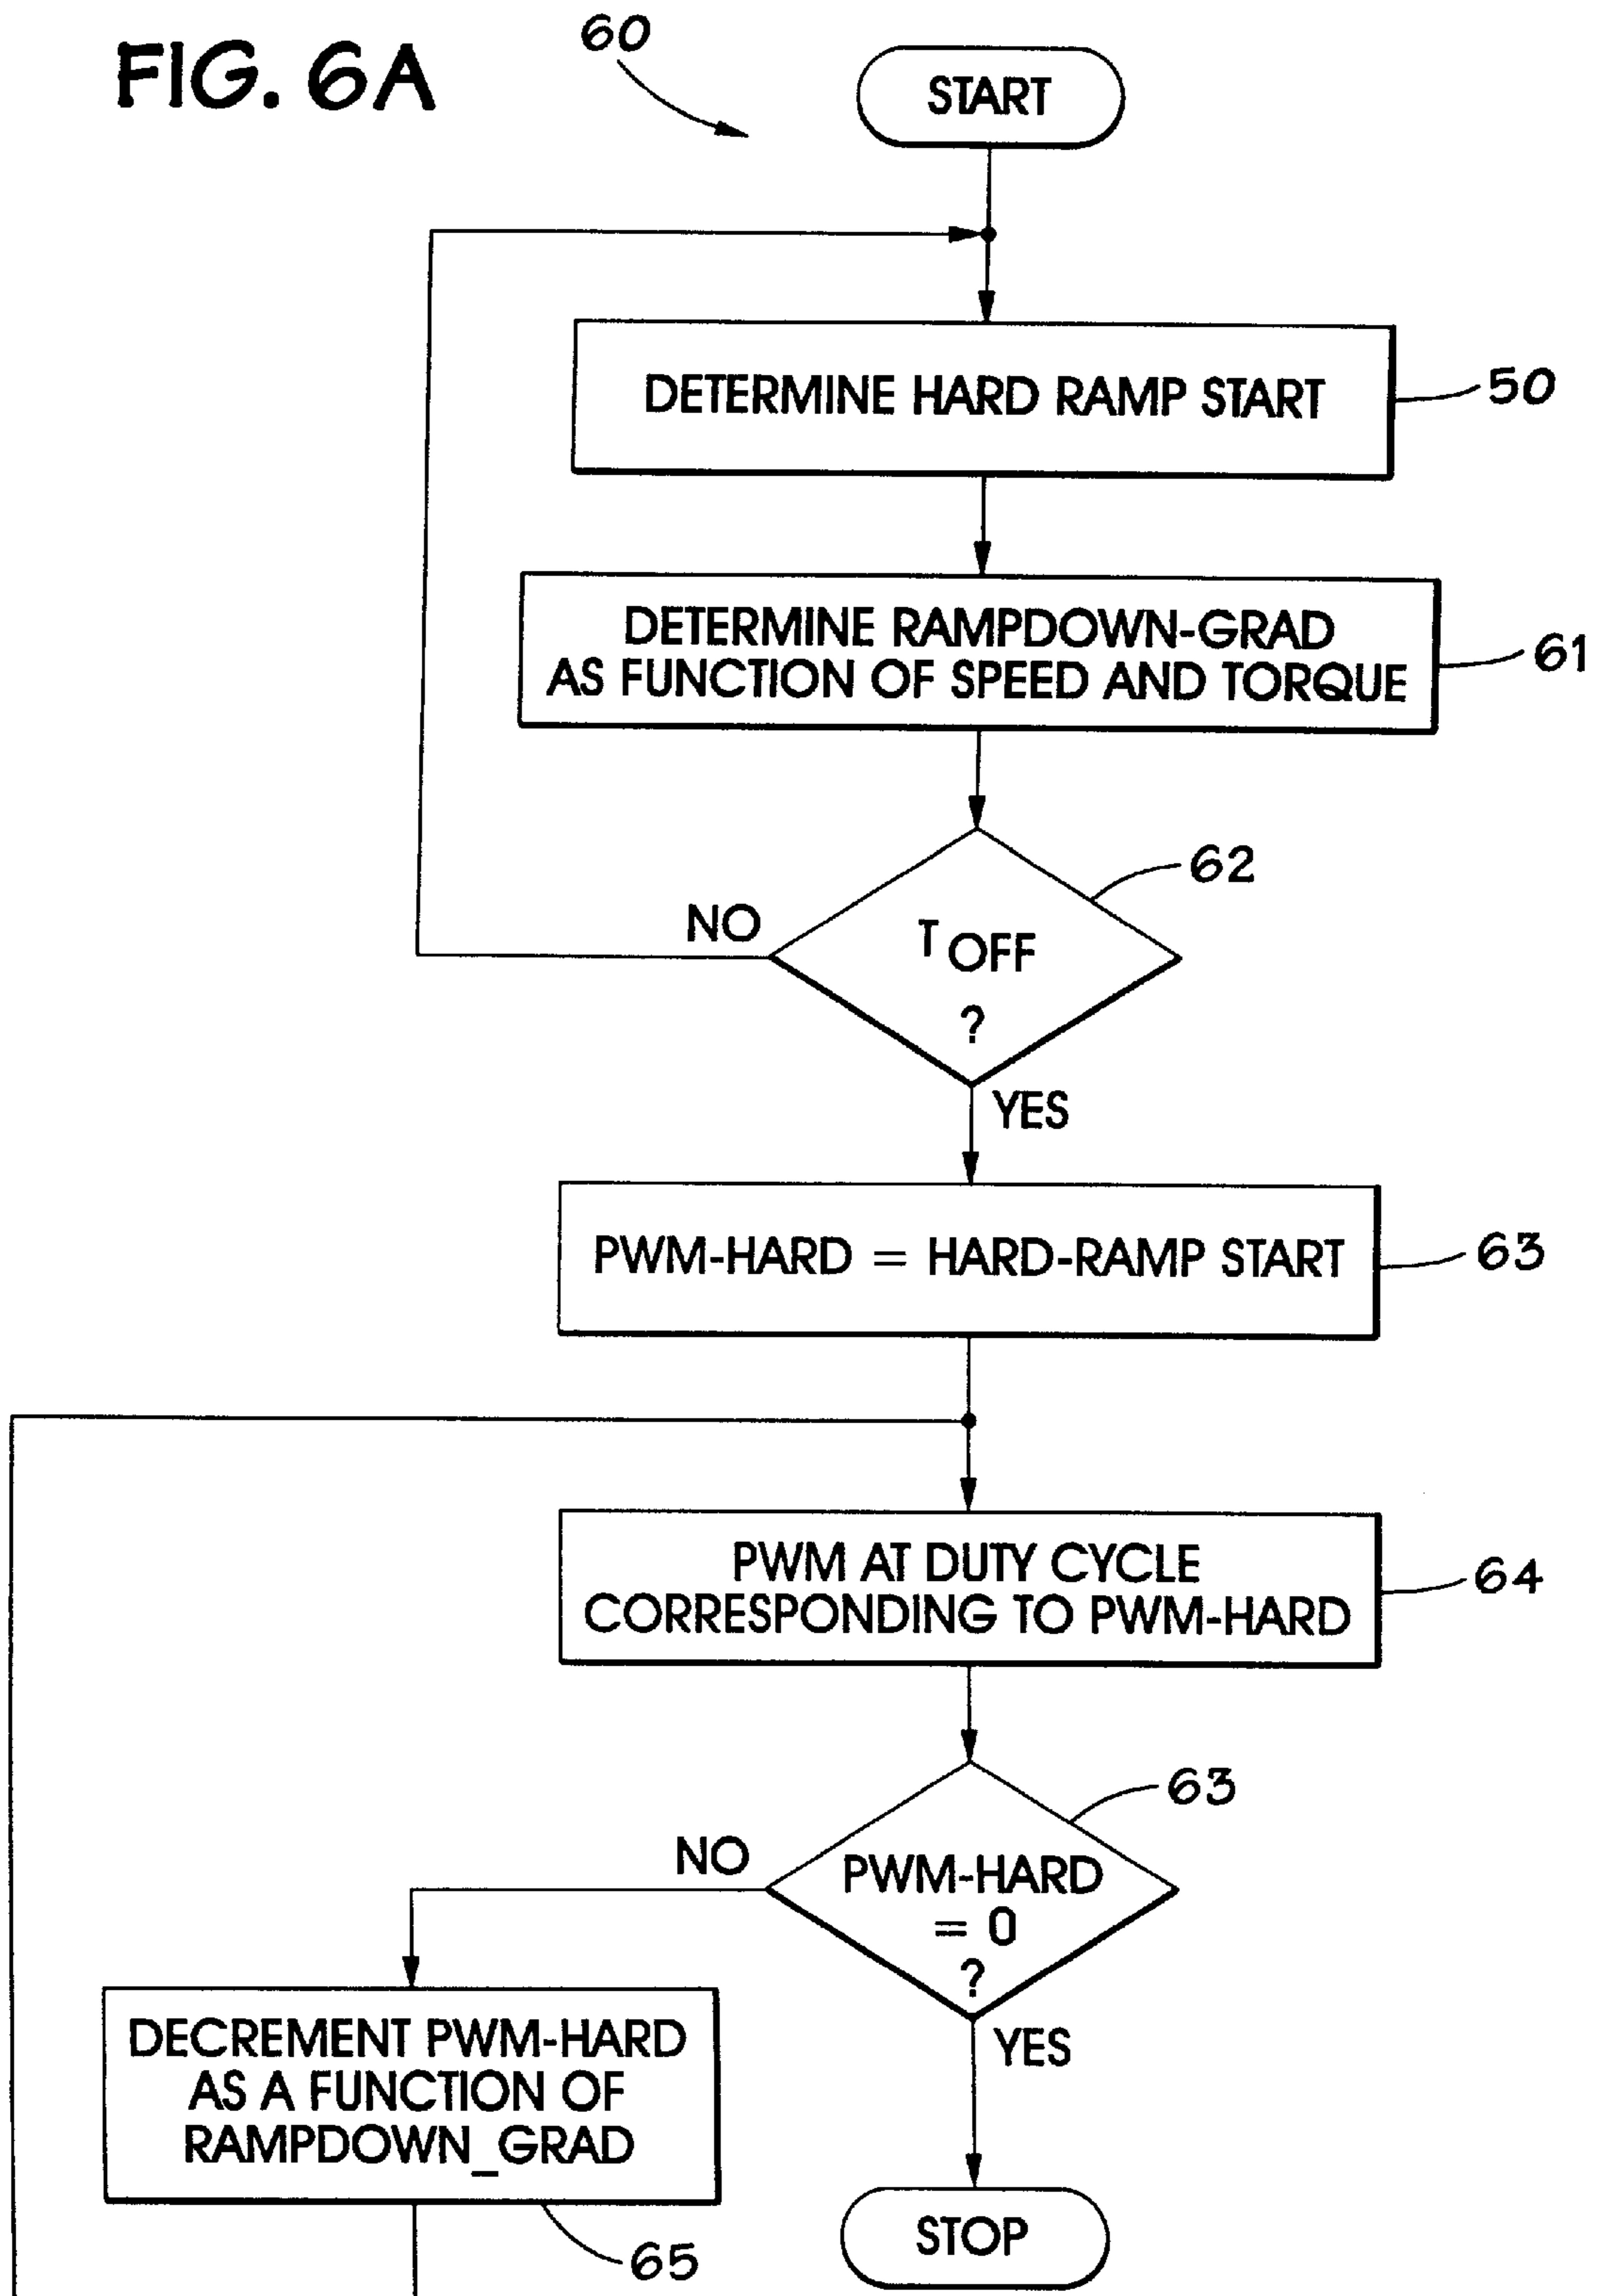 FIG. 6A
60
START
DETERMINE HARD RAMP START
50
DETERMINE RAMPDOWN-GRAD
AS FUNCTION OF SPEED AND TORQUE
61
62
NO
T OFF
?
YES
PWM-HARD = HARD-RAMP START
63
PWM AT DUTY CYCLE
CORRESPONDING TO PWM-HARD
64
63
NO
PWM-HARD
= 0
?
YES
DECREMENT PWM-HARD
AS A FUNCTION OF
RAMPDOWN_GRAD
65
STOP